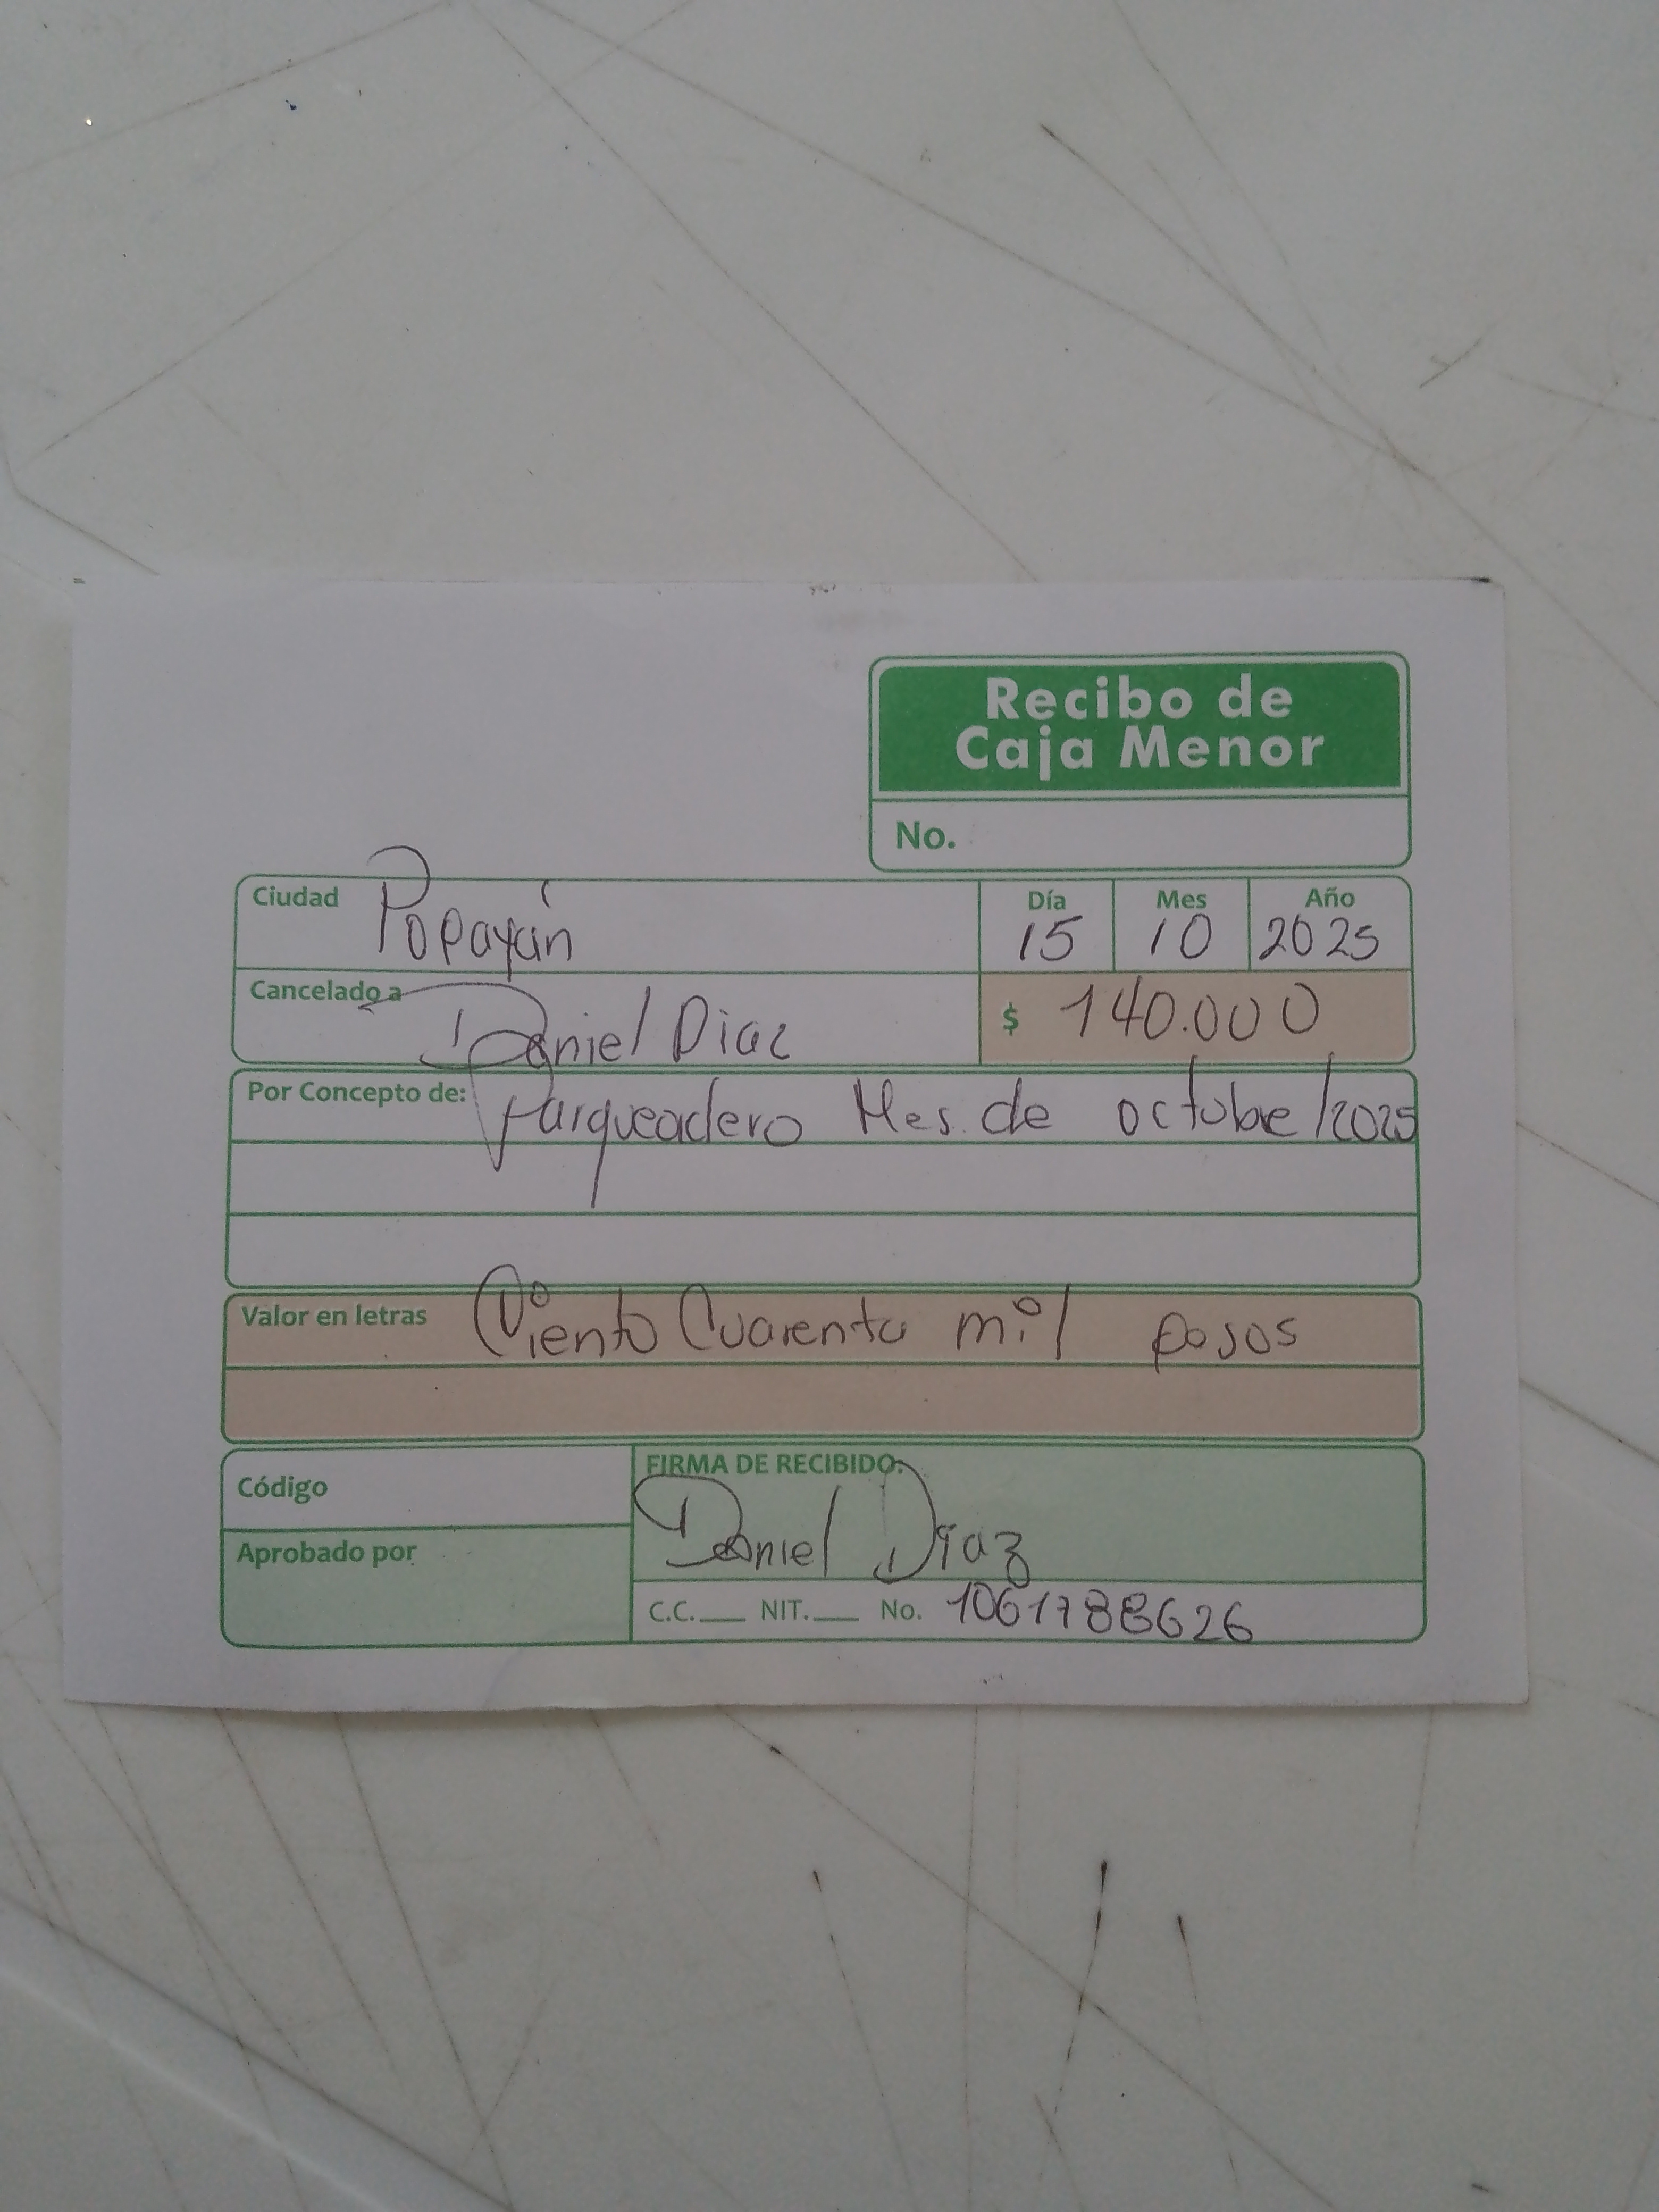 Recibo de
Caja Menor
No.
Ciudad Popayán
Día Mes Año
15 10 2025
Cancelado a Daniel Diaz
$ 140.000
Por Concepto de: Parqueadero Mes de octubre/2025
Valor en letras Ciento Cuarenta mil pesos
Código
Aprobado por
FIRMA DE RECIBIDO:
Daniel Diaz
C.C.___ NIT.___ No. 1061788626